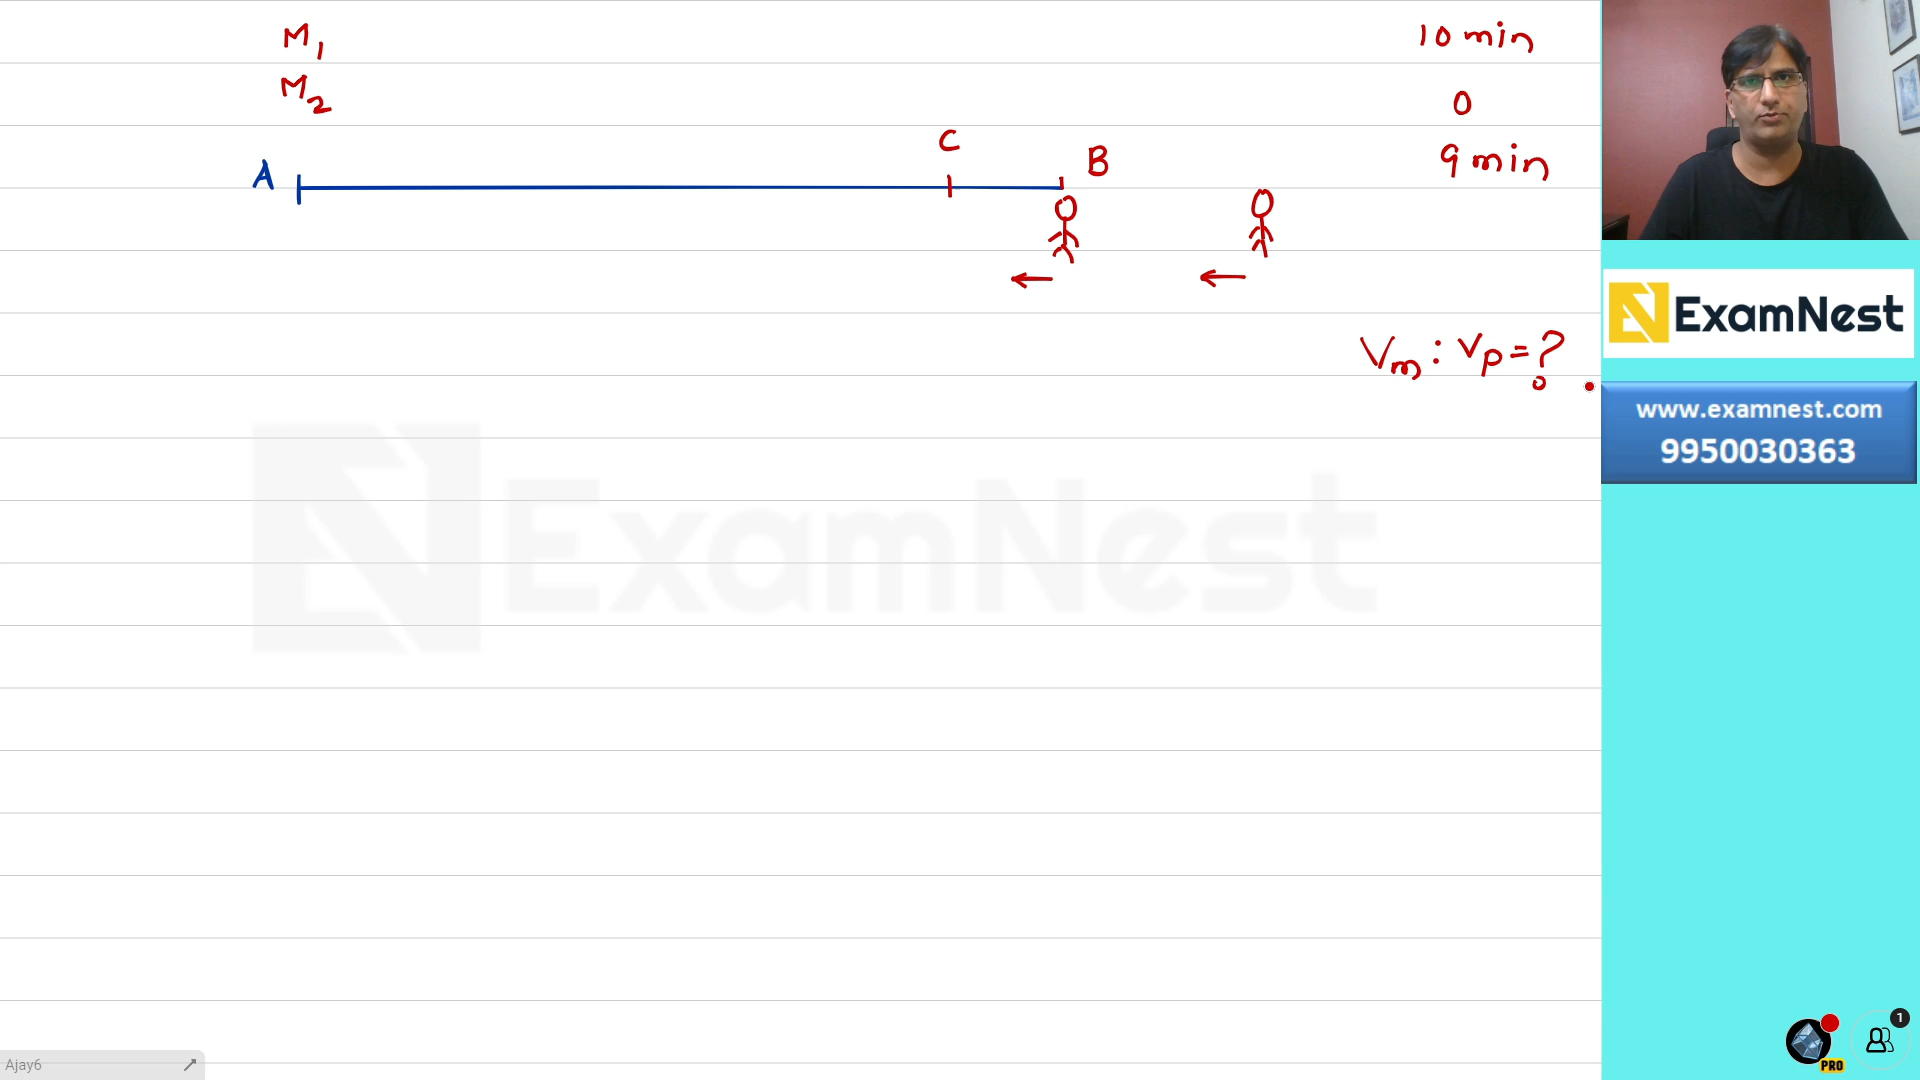 M1
10 min
M2
0
C
B
9 min
A
Vm : Vp = ?
ExamNest
www.examnest.com
9950030363
ExamNest
1
PRO
Ajay6